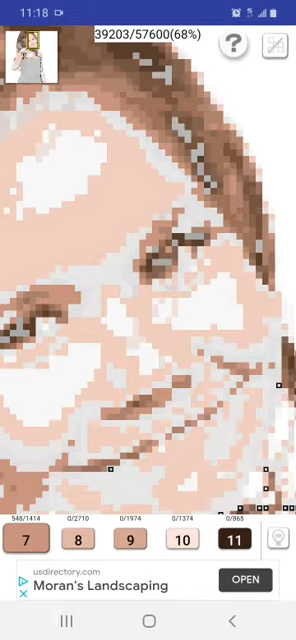 11:18
39203/57600(68%)
?
548/1414 0/2710 0/1974 0/1374 0/865
7 8 9 10 11
usdirectory.com
Moran's Landscaping
OPEN